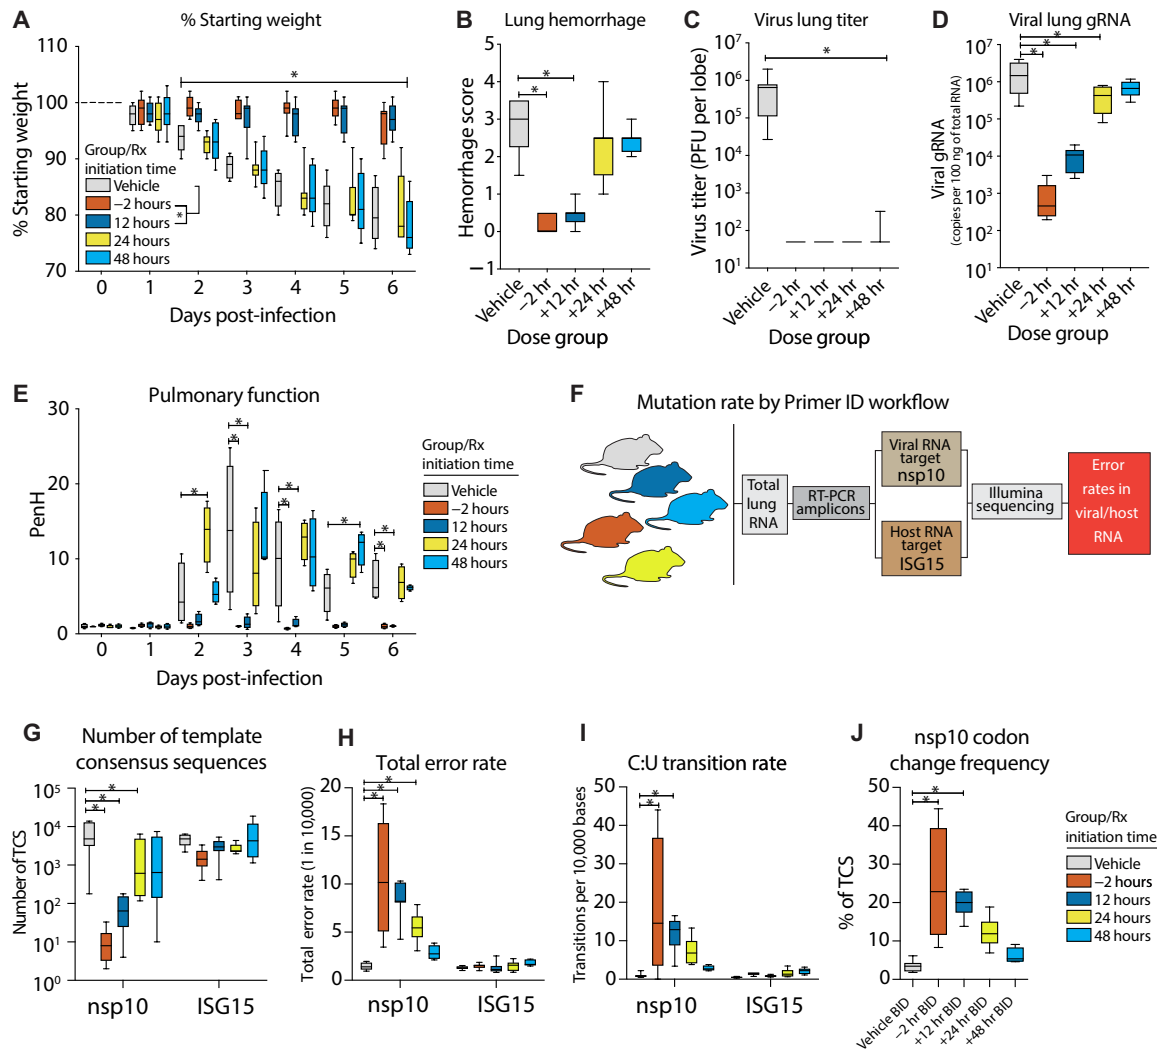 A
% Starting weight
110
100
90
80
70
% Starting weight
Group/Rx
initiation time
Vehicle
−2 hours
12 hours
24 hours
48 hours
*
*
0 1 2 3 4 5 6
Days post-infection
B
Lung hemorrhage
5
4
3
2
1
0
−1
Hemorrhage score
*
*
Vehicle
−2 hr
+12 hr
+24 hr
+48 hr
Dose group
C
Virus lung titer
10⁷
10⁶
10⁵
10⁴
10³
10²
10¹
Virus titer (PFU per lobe)
*
Vehicle
−2 hr
+12 hr
+24 hr
+48 hr
Dose group
D
Viral lung gRNA
10⁷
10⁶
10⁵
10⁴
10³
10²
10¹
Viral gRNA
(copies per 100 ng of total RNA)
*
*
*
Vehicle
−2 hr
+12 hr
+24 hr
+48 hr
Dose group
E
Pulmonary function
30
20
10
0
PenH
*
*
*
*
*
*
*
*
0 1 2 3 4 5 6
Days post-infection
Group/Rx
initiation time
Vehicle
−2 hours
12 hours
24 hours
48 hours
F
Mutation rate by Primer ID workflow
Total
lung
RNA
RT-PCR
amplicons
Viral RNA
target
nsp10
Host RNA
target
ISG15
Illumina
sequencing
Error
rates in
viral/host
RNA
G
Number of template
consensus sequences
10⁵
10⁴
10³
10²
10¹
10⁰
Number of TCS
*
*
*
nsp10 ISG15
H
Total error rate
20
15
10
5
0
Total error rate (1 in 10,000)
*
*
*
nsp10 ISG15
I
C:U transition rate
50
40
30
20
10
0
Transitions per 10,000 bases
*
*
nsp10 ISG15
J
nsp10 codon
change frequency
50
40
30
20
10
0
% of TCS
*
*
Vehicle BID
−2 hr BID
+12 hr BID
+24 hr BID
+48 hr BID
Group/Rx
initiation time
Vehicle
−2 hours
12 hours
24 hours
48 hours